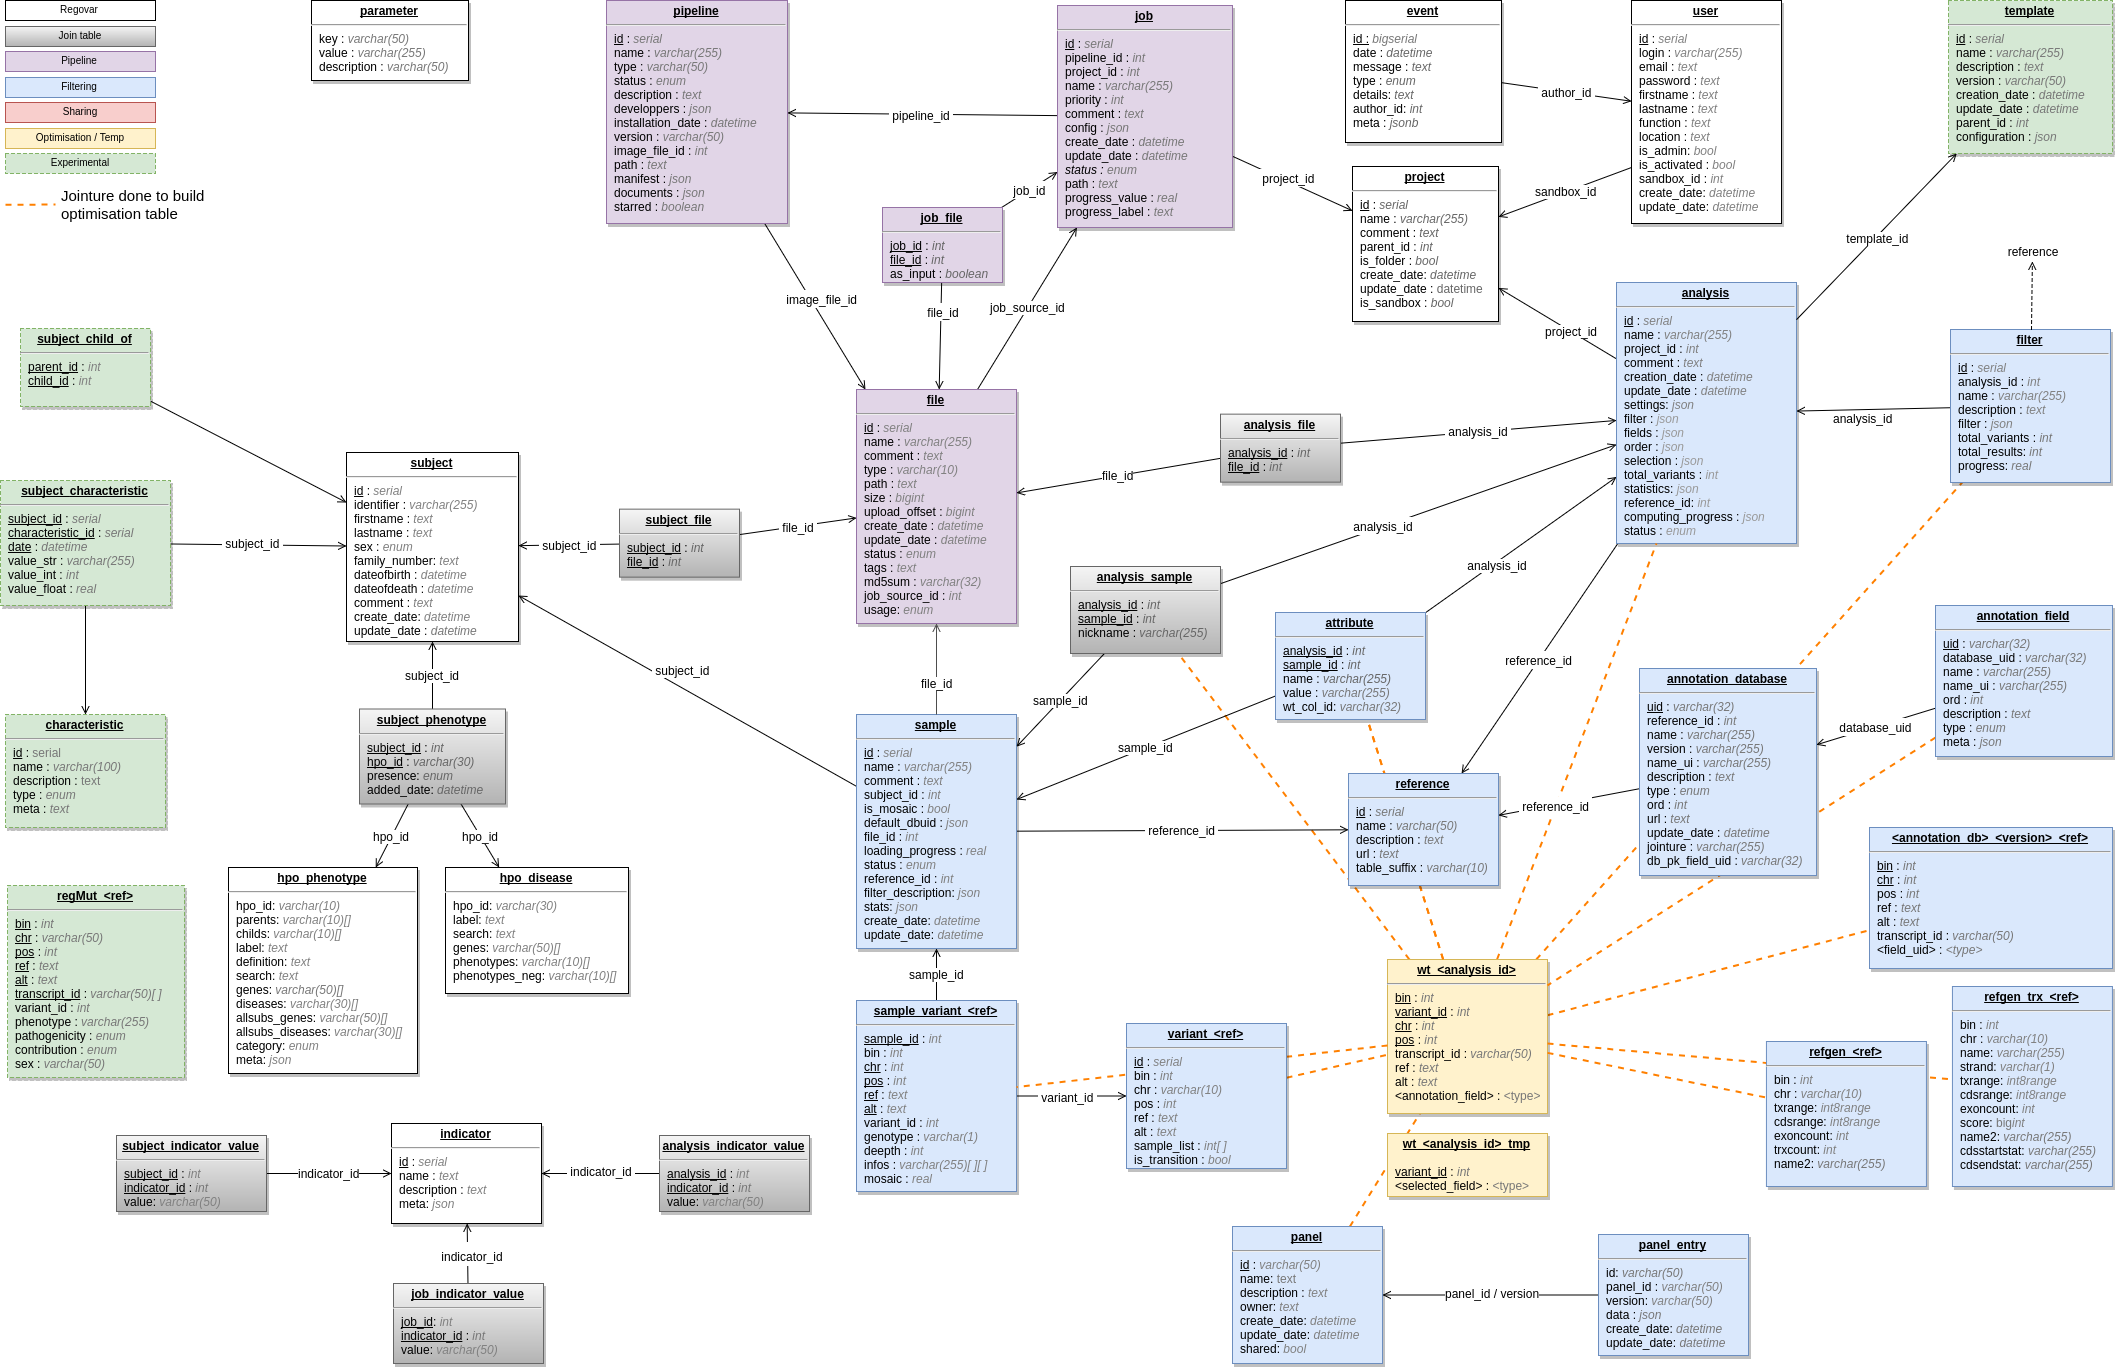 Regovar
Join table
Pipeline
Filtering
Sharing
Optimisation / Temp
Experimental
Jointure done to build
optimisation table
parameter
key : varchar(50)
value : varchar(255)
description : varchar(50)
pipeline
id : serial
name : varchar(255)
type : varchar(50)
status : enum
description : text
developpers : json
installation_date : datetime
version : varchar(50)
image_file_id : int
path : text
manifest : json
documents : json
starred : boolean
pipeline_id
job
id : serial
pipeline_id : int
project_id : int
name : varchar(255)
priority : int
comment : text
config : json
create_date : datetime
update_date : datetime
status : enum
path : text
progress_value : real
progress_label : text
event
id : bigserial
date : datetime
message : text
type : enum
details: text
author_id: int
meta : jsonb
author_id
user
id : serial
login : varchar(255)
email : text
password : text
firstname : text
lastname : text
function : text
location : text
is_admin: bool
is_activated : bool
sandbox_id : int
create_date: datetime
update_date: datetime
template
id : serial
name : varchar(255)
description : text
version : varchar(50)
creation_date : datetime
update_date : datetime
parent_id : int
configuration : json
job_id
project_id
sandbox_id
project
id : serial
name : varchar(255)
comment : text
parent_id : int
is_folder : bool
create_date: datetime
update_date : datetime
is_sandbox : bool
job_file
job_id : int
file_id : int
as_input : boolean
image_file_id
file_id
job_source_id
project_id
template_id
reference
analysis
id : serial
name : varchar(255)
project_id : int
comment : text
creation_date : datetime
update_date : datetime
settings: json
filter : json
fields : json
order : json
selection : json
total_variants : int
statistics: json
reference_id: int
computing_progress : json
status : enum
filter
id : serial
analysis_id : int
name : varchar(255)
description : text
filter : json
total_variants : int
total_results: int
progress: real
analysis_id
subject_child_of
parent_id : int
child_id : int
subject_characteristic
subject_id : serial
characteristic_id : serial
date : datetime
value_str : varchar(255)
value_int : int
value_float : real
subject_id
subject
id : serial
identifier : varchar(255)
firstname : text
lastname : text
sex : enum
family_number: text
dateofbirth : datetime
dateofdeath : datetime
comment : text
create_date: datetime
update_date : datetime
subject_id
subject_file
subject_id : int
file_id : int
file_id
file
id : serial
name : varchar(255)
comment : text
type : varchar(10)
path : text
size : bigint
upload_offset : bigint
create_date : datetime
update_date : datetime
status : enum
tags : text
md5sum : varchar(32)
job_source_id : int
usage: enum
file_id
analysis_file
analysis_id : int
file_id : int
analysis_id
analysis_id
analysis_id
analysis_sample
analysis_id : int
sample_id : int
nickname : varchar(255)
attribute
analysis_id : int
sample_id : int
name : varchar(255)
value : varchar(255)
wt_col_id: varchar(32)
reference_id
annotation_field
uid : varchar(32)
database_uid : varchar(32)
name : varchar(255)
name_ui : varchar(255)
ord : int
description : text
type : enum
meta : json
database_uid
annotation_database
uid : varchar(32)
reference_id : int
name : varchar(255)
version : varchar(255)
name_ui : varchar(255)
description : text
type : enum
ord : int
url : text
update_date : datetime
jointure : varchar(255)
db_pk_field_uid : varchar(32)
subject_id
subject_id
file_id
sample_id
sample_id
characteristic
id : serial
name : varchar(100)
description : text
type : enum
meta : text
subject_phenotype
subject_id : int
hpo_id : varchar(30)
presence: enum
added_date: datetime
hpo_id
hpo_id
sample
id : serial
name : varchar(255)
comment : text
subject_id : int
is_mosaic : bool
default_dbuid : json
file_id : int
loading_progress : real
status : enum
reference_id : int
filter_description: json
stats: json
create_date: datetime
update_date: datetime
reference_id
reference
id : serial
name : varchar(50)
description : text
url : text
table_suffix : varchar(10)
reference_id
<annotation_db>_<version>_<ref>
bin : int
chr : int
pos : int
ref : text
alt : text
transcript_id : varchar(50)
<field_uid> : <type>
regMut_<ref>
bin : int
chr : varchar(50)
pos : int
ref : text
alt : text
transcript_id : varchar(50)[ ]
variant_id : int
phenotype : varchar(255)
pathogenicity : enum
contribution : enum
sex : varchar(50)
hpo_phenotype
hpo_id: varchar(10)
parents: varchar(10)[]
childs: varchar(10)[]
label: text
definition: text
search: text
genes: varchar(50)[]
diseases: varchar(30)[]
allsubs_genes: varchar(50)[]
allsubs_diseases: varchar(30)[]
category: enum
meta: json
hpo_disease
hpo_id: varchar(30)
label: text
search: text
genes: varchar(50)[]
phenotypes: varchar(10)[]
phenotypes_neg: varchar(10)[]
sample_id
sample_variant_<ref>
sample_id : int
bin : int
chr : int
pos : int
ref : text
alt : text
variant_id : int
genotype : varchar(1)
deepth : int
infos : varchar(255)[ ][ ]
mosaic : real
variant_id
variant_<ref>
id : serial
bin : int
chr : varchar(10)
pos : int
ref : text
alt : text
sample_list : int[ ]
is_transition : bool
wt_<analysis_id>
bin : int
variant_id : int
chr : int
pos : int
transcript_id : varchar(50)
ref : text
alt : text
<annotation_field> : <type>
wt_<analysis_id>_tmp
variant_id : int
<selected_field> : <type>
refgen_<ref>
bin : int
chr : varchar(10)
txrange: int8range
cdsrange: int8range
exoncount: int
trxcount: int
name2: varchar(255)
refgen_trx_<ref>
bin : int
chr : varchar(10)
name: varchar(255)
strand: varchar(1)
txrange: int8range
cdsrange: int8range
exoncount: int
score: bigint
name2: varchar(255)
cdsstartstat: varchar(255)
cdsendstat: varchar(255)
subject_indicator_value
subject_id : int
indicator_id : int
value: varchar(50)
indicator_id
indicator
id : serial
name : text
description : text
meta: json
indicator_id
analysis_indicator_value
analysis_id : int
indicator_id : int
value: varchar(50)
indicator_id
job_indicator_value
job_id: int
indicator_id : int
value: varchar(50)
panel
id : varchar(50)
name: text
description : text
owner: text
create_date: datetime
update_date: datetime
shared: bool
panel_id / version
panel_entry
id: varchar(50)
panel_id : varchar(50)
version: varchar(50)
data : json
create_date: datetime
update_date: datetime